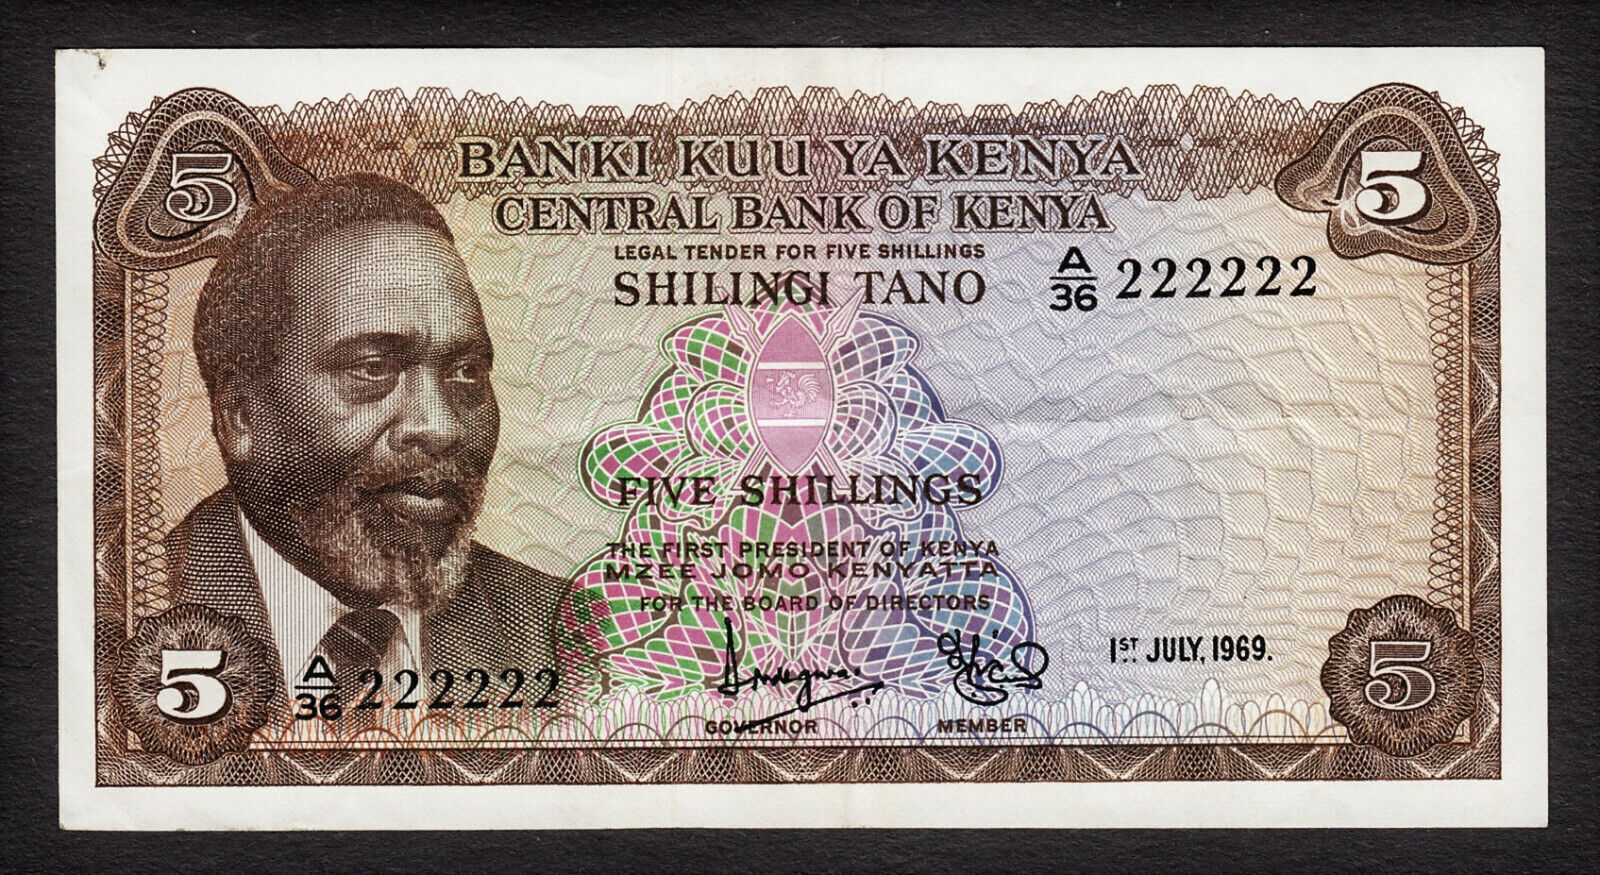 5
5
BANKI KUU YA KENYA
CENTRAL BANK OF KENYA
LEGAL TENDER FOR FIVE SHILLINGS
SHILINGI TANO
A/36 222222
FIVE SHILLINGS
THE FIRST PRESIDENT OF KENYA
MZEE JOMO KENYATTA
FOR THE BOARD OF DIRECTORS
1ST JULY, 1969.
A/36 222222
GOVERNOR
MEMBER
5
5